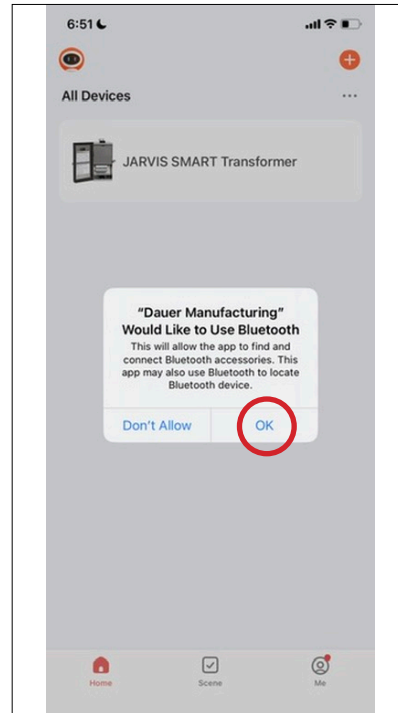 6:51
All Devices
...
JARVIS SMART Transformer
"Dauer Manufacturing"
Would Like to Use Bluetooth
This will allow the app to find and
connect Bluetooth accessories. This
app may also use Bluetooth to locate
Bluetooth device.
Don't Allow OK
Home Scene Me